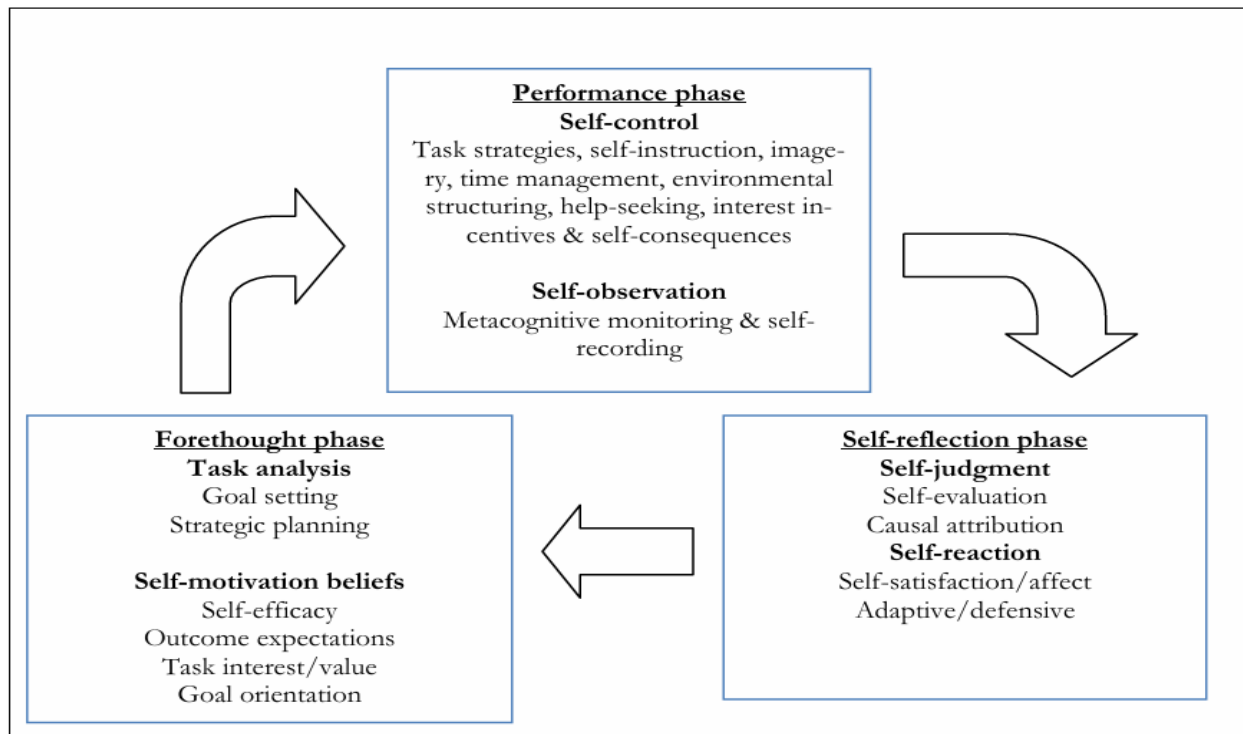 Performance phase
Self-control
Task strategies, self-instruction, image-
ry, time management, environmental
structuring, help-seeking, interest in-
centives & self-consequences
Self-observation
Metacognitive monitoring & self-
recording
Forethought phase
Task analysis
Goal setting
Strategic planning
Self-motivation beliefs
Self-efficacy
Outcome expectations
Task interest/value
Goal orientation
Self-reflection phase
Self-judgment
Self-evaluation
Causal attribution
Self-reaction
Self-satisfaction/affect
Adaptive/defensive